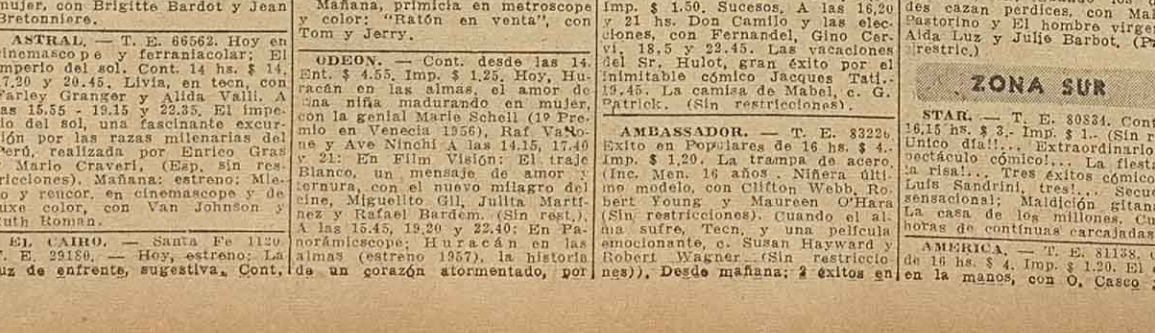 mujer, con Brigitte Bardot y Jean
Bretonniere.
ASTRAL. — T. E. 66562. Hoy en
cinemascope y ferraniacolar; El
imperio del sol. Cont. 14 hs. $ 14,
17.20 y 20.45. Livia, en tecn, con
Farley Granger y Alida Valli. A
las 15.55 - 19.15 y 22.35. El impe-
rio del sol, una fascinante excur-
sión por las razas milenarias del
Perú, realizada por Enrico Gras
y Mario Craveri, (Esp. sin res-
tricciones). Mañana: estreno: Mie-
do y rencor, en cinemascope y de
luxe color, con Van Johnson y
Ruth Roman.
EL CAIRO. — Santa Fe 1120.
T. E. 29180. — Hoy, estreno: La
luz de enfrente, sugestiva. Cont.
Mañana, primicia en metroscope
y color: "Ratón en venta", con
Tom y Jerry.
ODEON. — Cont. desde las 14.
Ent. $ 4.55. Imp. $ 1.25. Hoy, Hu-
racán en las almas, el amor de
una niña madurando en mujer,
con la genial Marie Schell (1º Pre-
mio en Venecia 1956), Raf Vallo-
ne y Ave Ninchi A las 14.15, 17.40
y 21: En Film Visión: El traje
Blanco, un mensaje de amor y
ternura, con el nuevo milagro del
cine, Miguelito Gil, Julita Martí-
nez y Rafael Bardem. (Sin rest.).
A las 15.45, 19.20 y 22.40: En Pa-
norámicscope; Huracán en las
almas (estreno 1957), la historia
de un corazón atormentado, por
Imp. $ 1.50. Sucesos, A las 16,20
y 21 hs. Don Camilo y las elec-
ciones, con Fernandel, Gino Cer-
vi, 18,5 y 22.45. Las vacaciones
del Sr. Hulot, gran éxito por el
inimitable cómico Jacques Tati.-
19.45. La camisa de Mabel, c. G.
Patrick. (Sin restricciones).
AMBASSADOR. — T. E. 83226.
Exito en Populares de 16 hs. $ 4.-
Imp. $ 1,20. La trampa de acero.
(Inc. Men. 16 años . Niñera últi-
mo modelo, con Clifton Webb, Ro-
bert Young y Maureen O'Hara
(Sin restricciones). Cuando el al-
ma sufre, Tecn, y una película
emocionante, c. Susan Hayward y
Robert Wagner (Sin restriccio-
nes)). Desde mañana; 2 éxitos en
des cazan perdices, con
Pastorino y El hombre
Aida Luz y Julio Barbot.
restric.)
ZONA SUR
STAR. — T. E. 80834. Cont
16,15 hs. $ 3.- Imp. $ 1.- (Sin r
Unico día!!... Extraordinario
pectáculo cómico!... La fiesta
la risa!... Tres éxitos cómico
Luis Sandrini, tres!... Secue
sensacional; Maldición gitana
La casa de los millones, Cu
horas de continuas carcajadas
AMERICA. — T. E. 81138.
de 16 hs. $ 4. Imp. $ 1.20. El
en la manos, con O. Casco